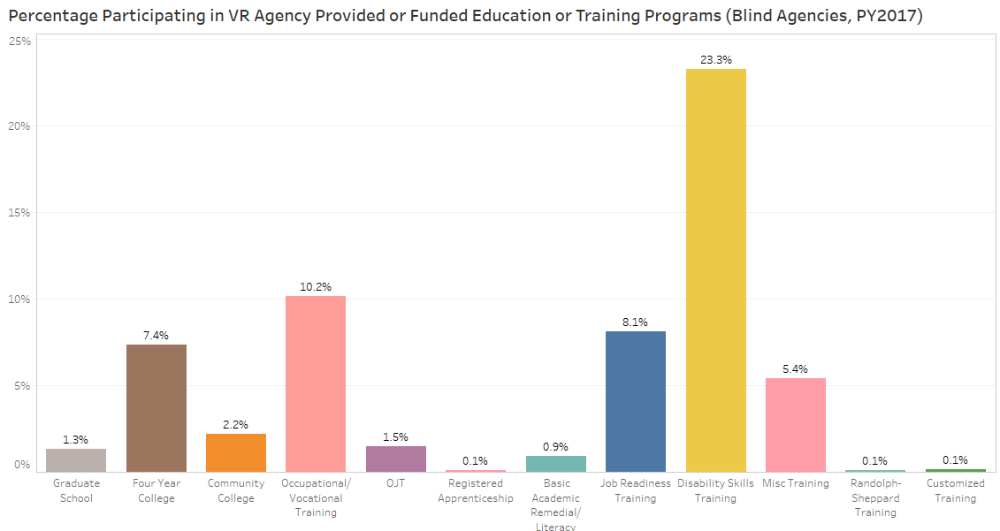 Percentage Participating in VR Agency Provided or Funded Education or Training Programs (Blind Agencies, PY2017)
25%
20%
15%
10%
5%
0%
1.3%
7.4%
2.2%
10.2%
1.5%
0.1%
0.9%
8.1%
23.3%
5.4%
0.1%
0.1%
Graduate
School
Four Year
College
Community
College
Occupational/
Vocational
Training
OJT
Registered
Apprenticeship
Basic
Academic
Remedial/
Literacy
Job Readiness
Training
Disability Skills
Training
Misc Training
Randolph-
Sheppard
Training
Customized
Training